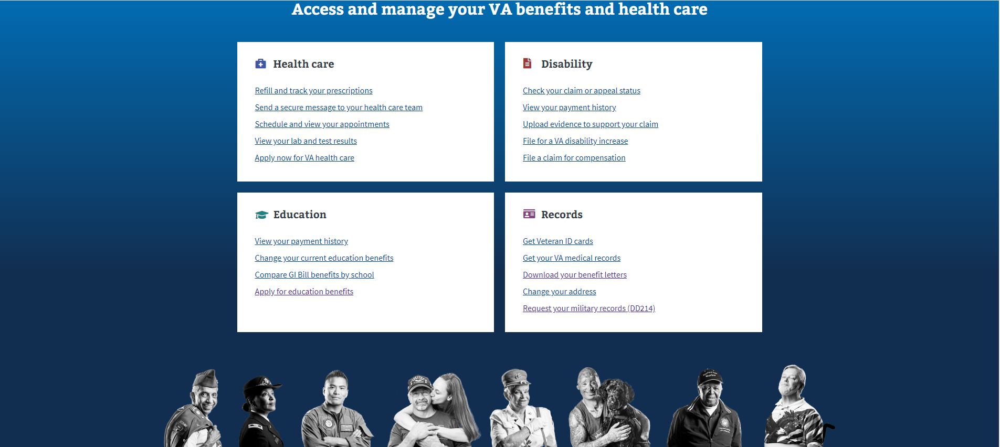 Access and manage your VA benefits and health care
Health care
Refill and track your prescriptions
Send a secure message to your health care team
Schedule and view your appointments
View your lab and test results
Apply now for VA health care
Disability
Check your claim or appeal status
View your payment history
Upload evidence to support your claim
File for a VA disability increase
File a claim for compensation
Education
View your payment history
Change your current education benefits
Compare GI Bill benefits by school
Apply for education benefits
Records
Get Veteran ID cards
Get your VA medical records
Download your benefit letters
Change your address
Request your military records (DD214)
SPECTRE
Marine